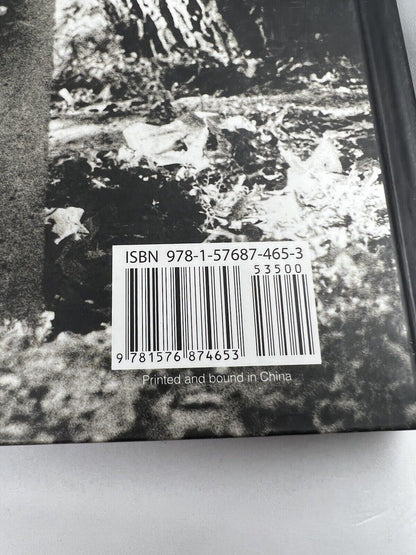 ISBN 978-1-57687-465-3
53500
9 781576 874653
Printed and bound in China